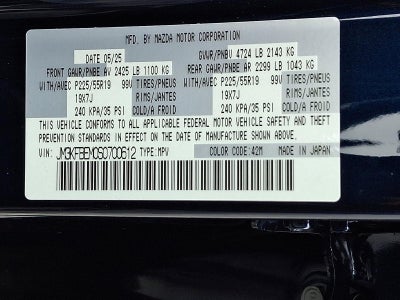 MFD. BY MAZDA MOTOR CORPORATION
DATE 05/25 GVWR/PNBV 4724 LB 2143 KG
FRONT GAWR/PNBE AV 2425 LB 1100 KG REAR GAWR/PNBE AR 2299 LB 1043 KG
WITH/AVEC P225/55R19 99V TIRES/PNEUS WITH/AVEC P225/55R19 99V TIRES/PNEUS
19X7J RIMS/JANTES 19X7J RIMS/JANTES
240 KPA/35 PSI COLD/A FROID 240 KPA/35 PSI COLD/A FROID
THIS VEHICLE CONFORMS TO ALL APPLICABLE FEDERAL MOTOR VEHICLE SAFETY AND THEFT
PREVENTION STANDARDS IN EFFECT ON THE DATE OF MANUFACTURE SHOWN ABOVE.
VIN: JM3KFBEM0S0700612 TYPE:MPV COLOR CODE:42M MADE IN JAPAN